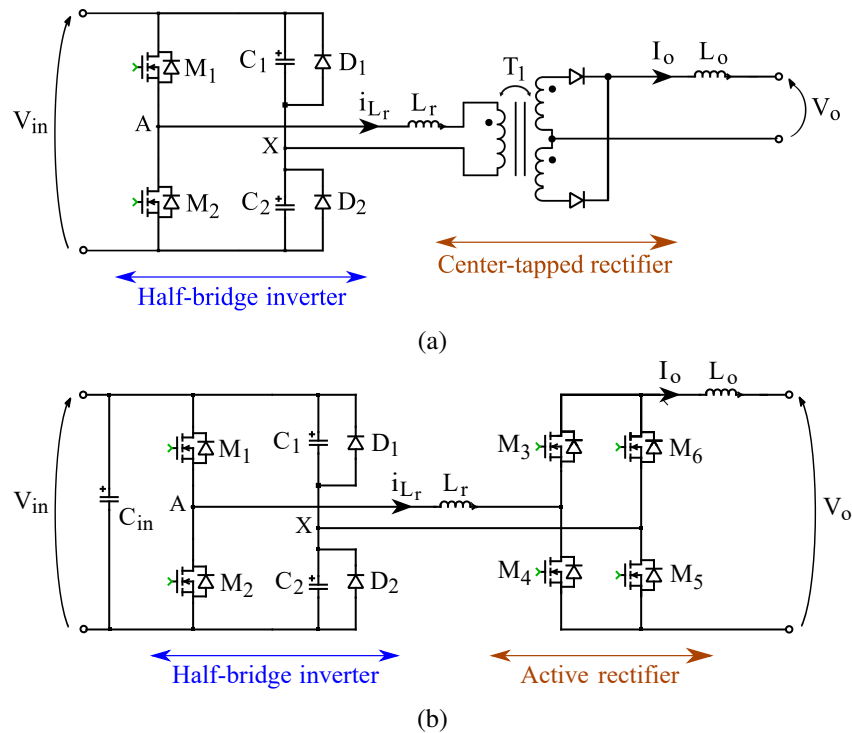 V_in
M_1
M_2
A
X
C_1
C_2
D_1
D_2
i_Lr
L_r
T_1
I_o
L_o
V_o
Half-bridge inverter
Center-tapped rectifier
(a)
V_in
C_in
M_1
M_2
A
X
C_1
C_2
D_1
D_2
i_Lr
L_r
M_3
M_4
M_6
M_5
I_o
L_o
V_o
Half-bridge inverter
Active rectifier
(b)